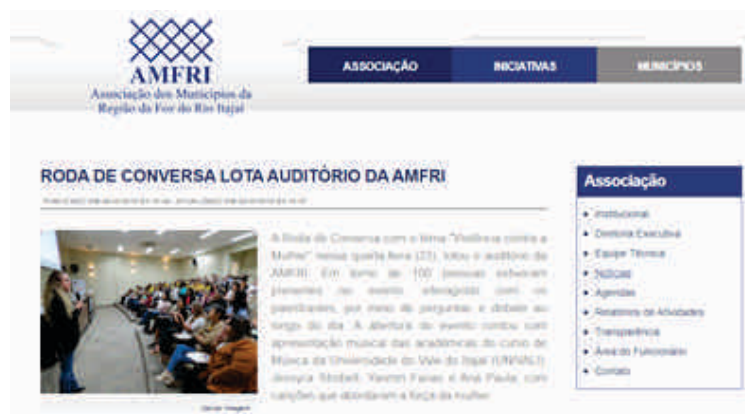 AMFRI
Associação dos Municípios da
Região da Foz do Rio Itajaí
ASSOCIAÇÃO
INICIATIVAS
MUNICÍPIOS
RODA DE CONVERSA LOTA AUDITÓRIO DA AMFRI
A Roda de Conversa com o tema "Violência contra a
Mulher" nessa quarta-feira (23), lotou o auditório da
AMFRI. Em torno de 100 pessoas estiveram
presentes no evento, interagindo com os
palestrantes, por meio de perguntas e debate ao
longo do dia. A abertura do evento contou com
apresentação musical das acadêmicas do curso de
Música da Universidade do Vale do Itajaí (UNIVALI),
Yasmin Farias e Ana Paula, com
canções que abordaram a força da mulher.
Baixar Imagem
Associação
Institucional
Diretoria Executiva
Equipe Técnica
Notícias
Agendas
Relatórios de Atividades
Transparência
Área do Funcionário
Contato